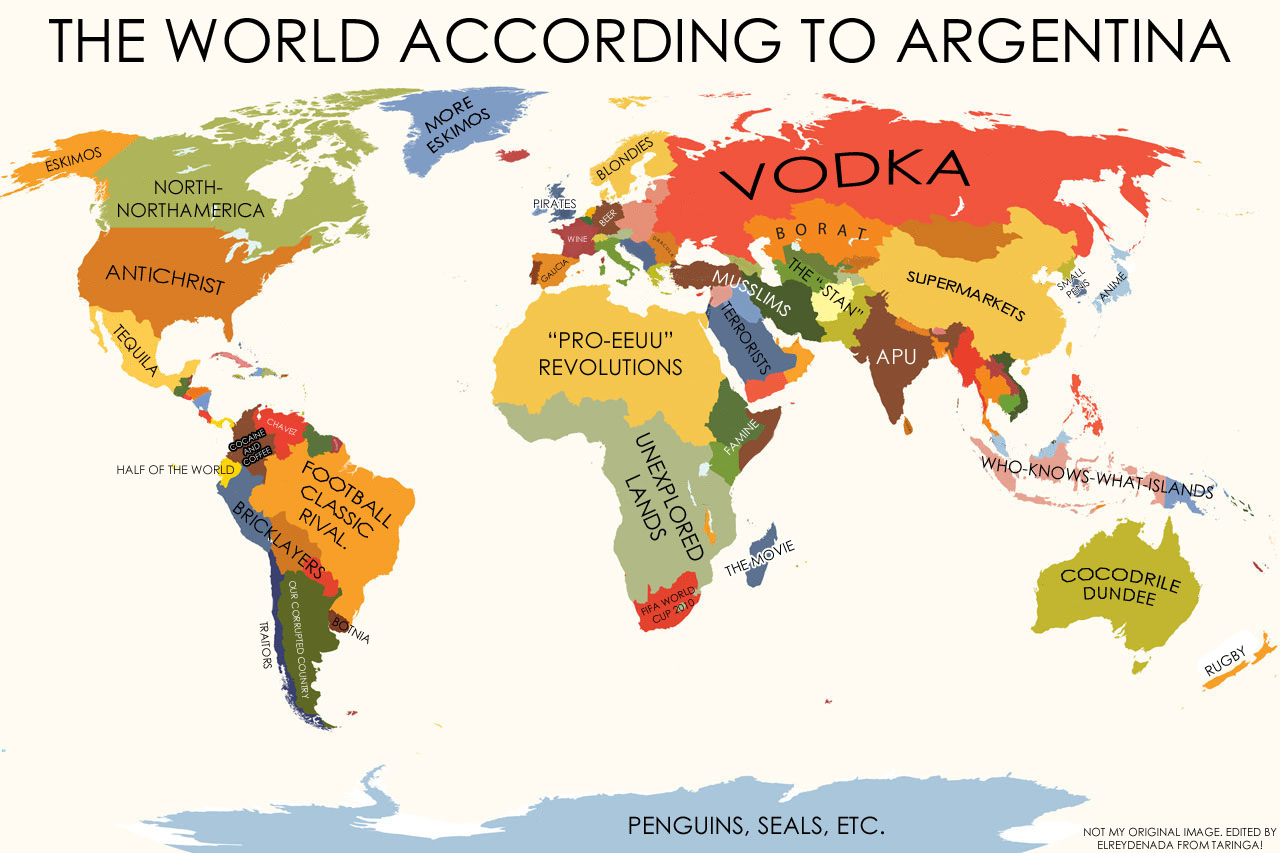 THE WORLD ACCORDING TO ARGENTINA
MORE
ESKIMOS
ESKIMOS
NORTH-
NORTHAMERICA
ANTICHRIST
TEQUILA
BLONDIES
VODKA
PIRATES
BEER
WINE
DRACULA
GALICIA
BORAT
THE "-STAN"
SUPERMARKETS
SMALL
PENIS
ANIME
MUSSLIMS
TERRORISTS
APU
"PRO-EEUU"
REVOLUTIONS
FAMINE
UNEXPLORED
LANDS
THE MOVIE
FIFA WORLD
CUP 2010
CHAVEZ
COCAINE
AND
COFFEE
HALF OF THE WORLD
FOOTBALL
CLASSIC
RIVAL.
BRICKLAYERS
OUR CORRUPTED COUNTRY
TRAITORS
BOTNIA
WHO-KNOWS-WHAT-ISLANDS
COCODRILE
DUNDEE
RUGBY
PENGUINS, SEALS, ETC.
NOT MY ORIGINAL IMAGE. EDITED BY
ELREYDENADA FROM TARINGA!